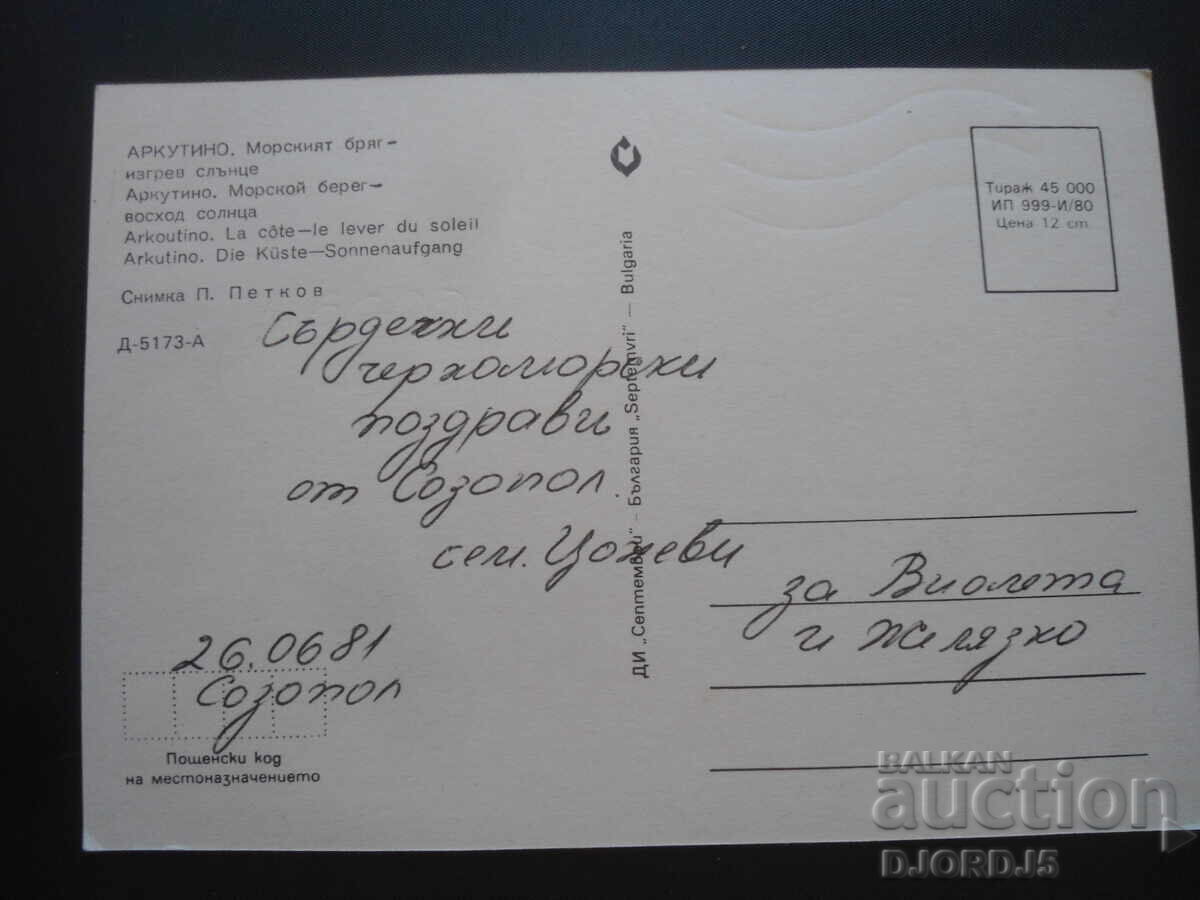 АРКУТИНО. Морският бряг—
изгрев слънце
Аркутино. Морской берег—
восход солнца
Arkoutino. La côte—le lever du soleil
Arkutino. Die Küste—Sonnenaufgang
Снимка П. Петков
Д-5173-А
Сърдечни
черноморски
поздрави
от Созопол.
сем. Цоневи
26.06 81
Созопол
Пощенски код
на местоназначението
ДИ „Септември" — България „Septemvri" — Bulgaria
Тираж 45 000
ИП 999-И/80
Цена 12 ст
за Виолета
и Желязко
BALKAN
auction
DJORDJ5